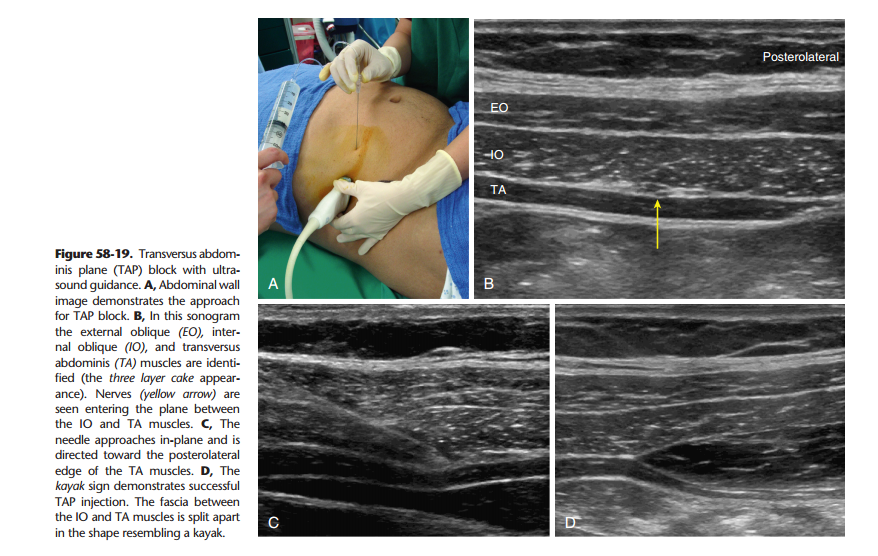 Figure 58-19. Transversus abdom-
inis plane (TAP) block with ultra-
sound guidance. A, Abdominal wall
image demonstrates the approach
for TAP block. B, In this sonogram
the external oblique (EO), inter-
nal oblique (IO), and transversus
abdominis (TA) muscles are identi-
fied (the three layer cake appear-
ance). Nerves (yellow arrow) are
seen entering the plane between
the IO and TA muscles. C, The
needle approaches in-plane and is
directed toward the posterolateral
edge of the TA muscles. D, The
kayak sign demonstrates successful
TAP injection. The fascia between
the IO and TA muscles is split apart
in the shape resembling a kayak.
A
Posterolateral
EO
IO
TA
B
C
D